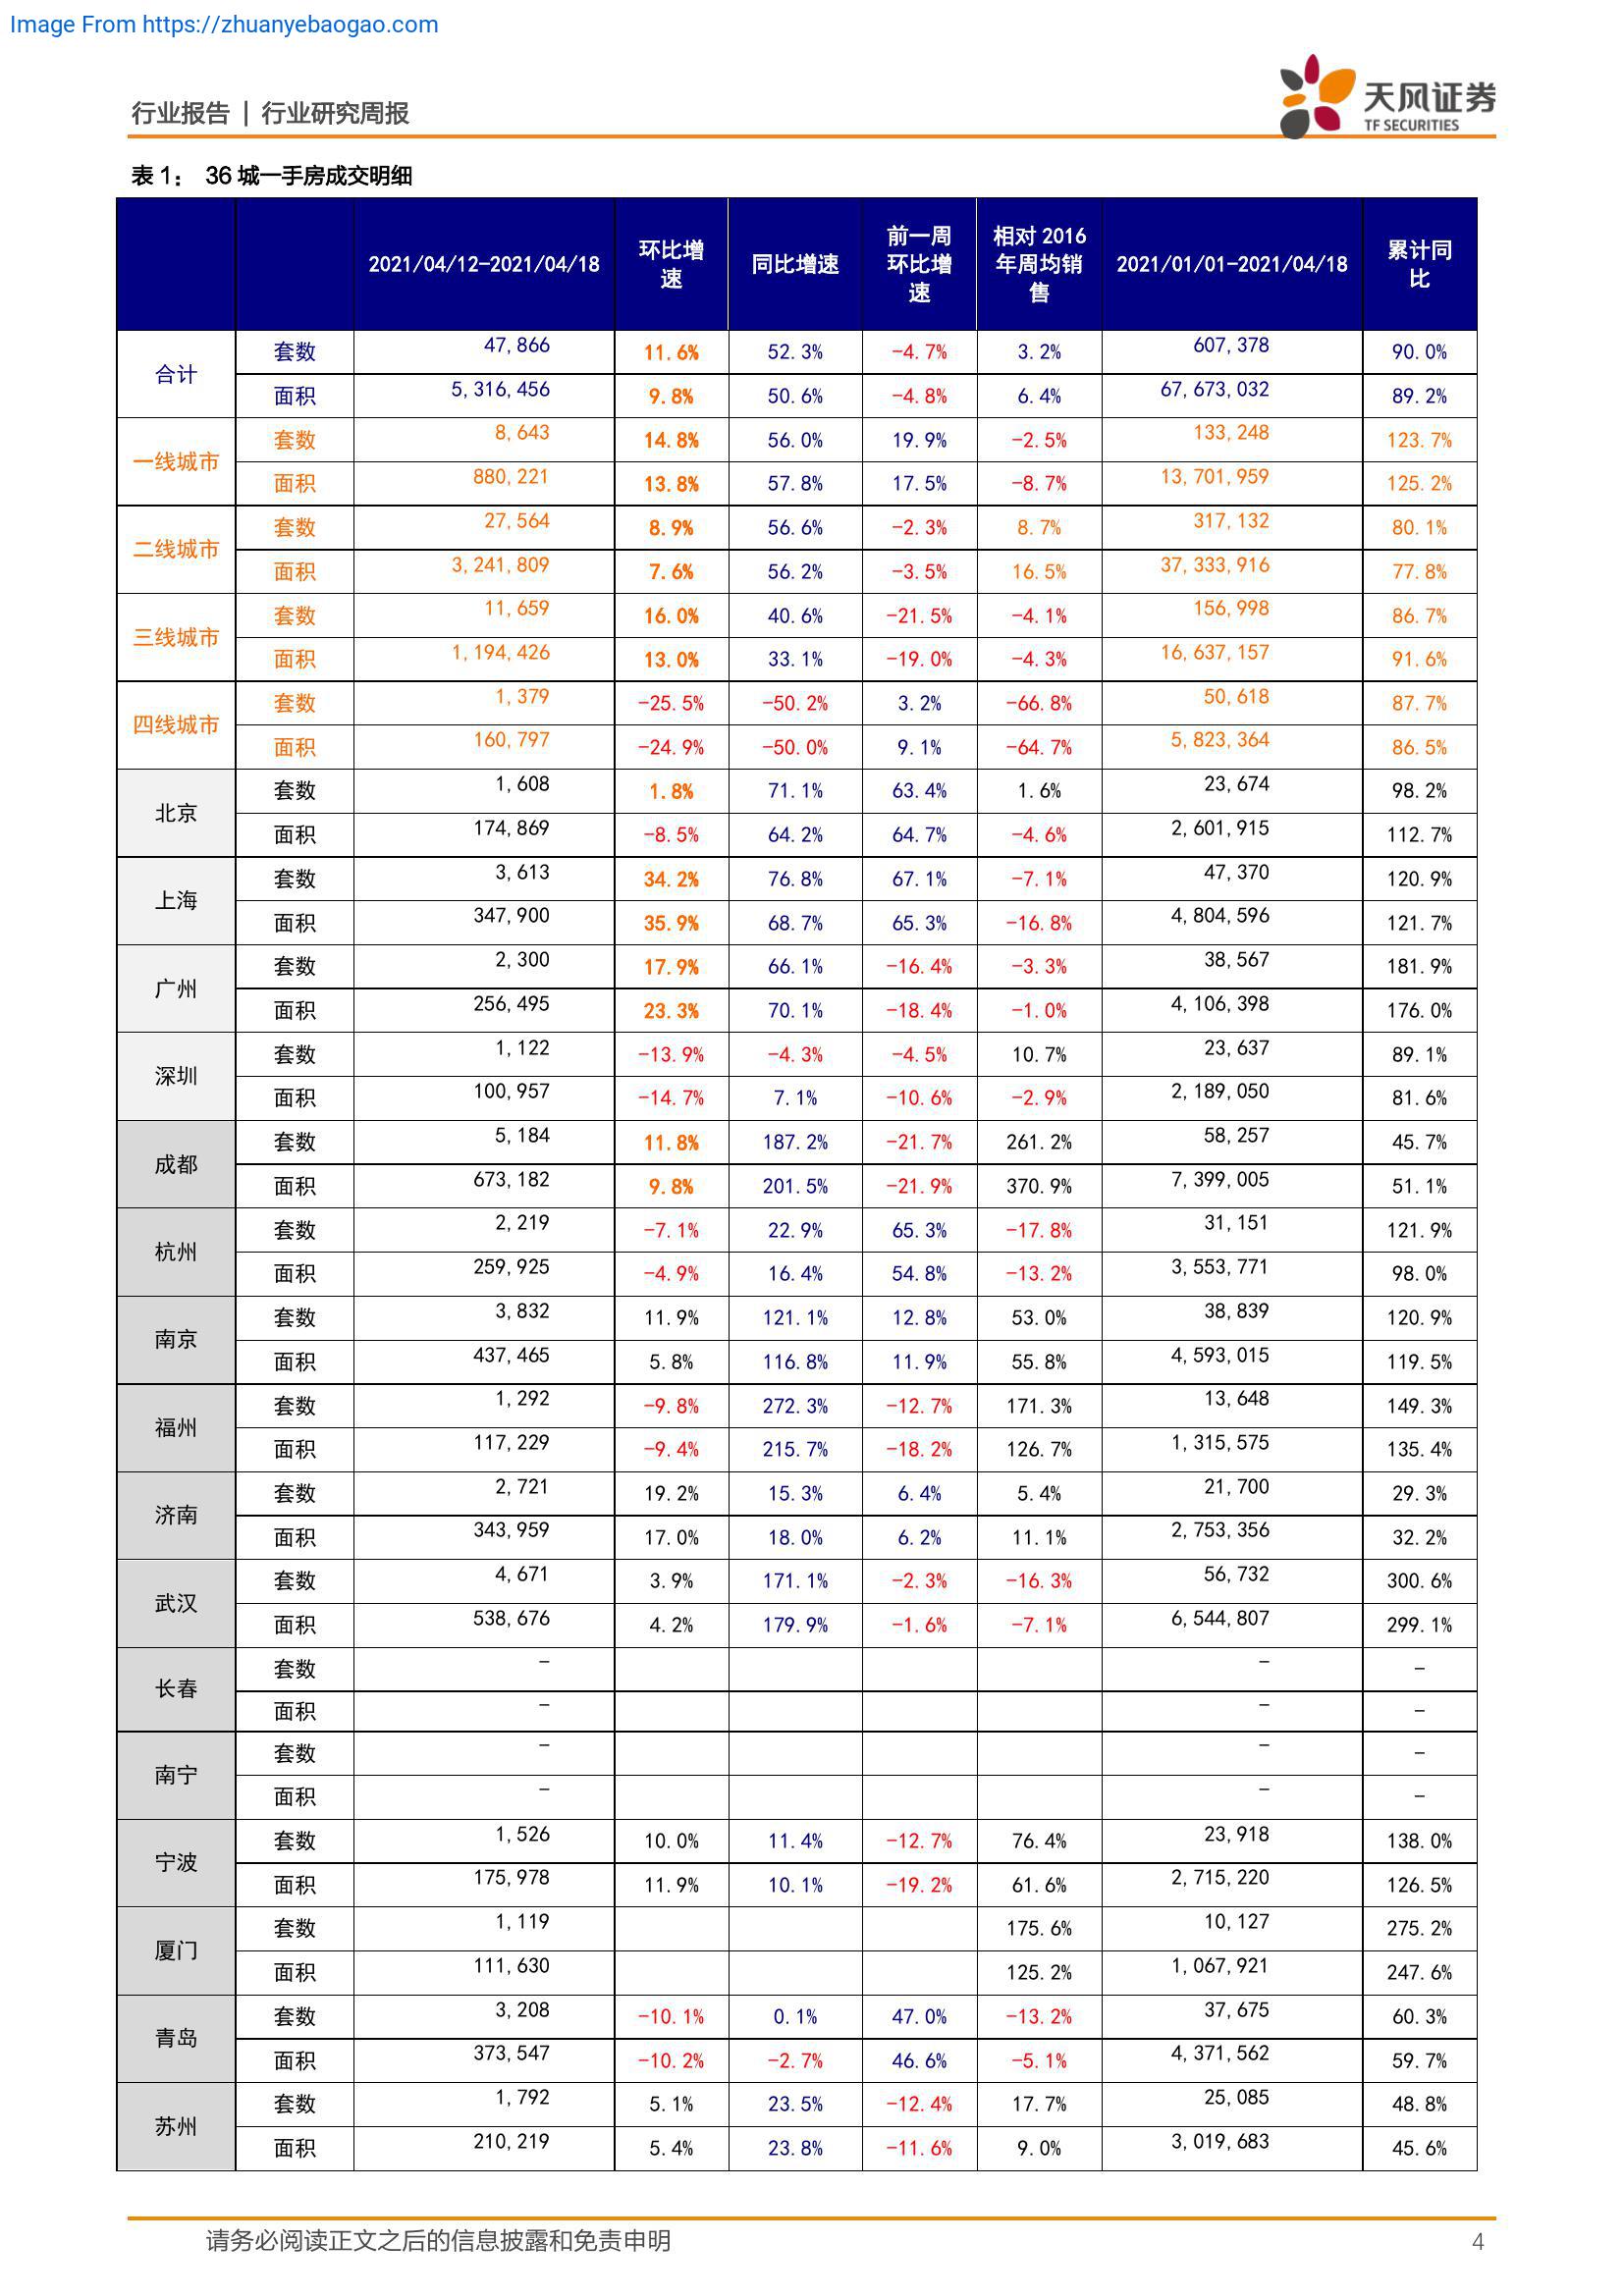 Image From https://zhuanyebaogao.com
行业报告 | 行业研究周报
天风证券
TF SECURITIES
表 1： 36 城一手房成交明细
2021/04/12-2021/04/18 环比增速 同比增速 前一周环比增速 相对 2016 年周均销售 2021/01/01-2021/04/18 累计同比
合计 套数 47,866 11.6% 52.3% -4.7% 3.2% 607,378 90.0%
面积 5,316,456 9.8% 50.6% -4.8% 6.4% 67,673,032 89.2%
一线城市 套数 8,643 14.8% 56.0% 19.9% -2.5% 133,248 123.7%
面积 880,221 13.8% 57.8% 17.5% -8.7% 13,701,959 125.2%
二线城市 套数 27,564 8.9% 56.6% -2.3% 8.7% 317,132 80.1%
面积 3,241,809 7.6% 56.2% -3.5% 16.5% 37,333,916 77.8%
三线城市 套数 11,659 16.0% 40.6% -21.5% -4.1% 156,998 86.7%
面积 1,194,426 13.0% 33.1% -19.0% -4.3% 16,637,157 91.6%
四线城市 套数 1,379 -25.5% -50.2% 3.2% -66.8% 50,618 87.7%
面积 160,797 -24.9% -50.0% 9.1% -64.7% 5,823,364 86.5%
北京 套数 1,608 1.8% 71.1% 63.4% 1.6% 23,674 98.2%
面积 174,869 -8.5% 64.2% 64.7% -4.6% 2,601,915 112.7%
上海 套数 3,613 34.2% 76.8% 67.1% -7.1% 47,370 120.9%
面积 347,900 35.9% 68.7% 65.3% -16.8% 4,804,596 121.7%
广州 套数 2,300 17.9% 66.1% -16.4% -3.3% 38,567 181.9%
面积 256,495 23.3% 70.1% -18.4% -1.0% 4,106,398 176.0%
深圳 套数 1,122 -13.9% -4.3% -4.5% 10.7% 23,637 89.1%
面积 100,957 -14.7% 7.1% -10.6% -2.9% 2,189,050 81.6%
成都 套数 5,184 11.8% 187.2% -21.7% 261.2% 58,257 45.7%
面积 673,182 9.8% 201.5% -21.9% 370.9% 7,399,005 51.1%
杭州 套数 2,219 -7.1% 22.9% 65.3% -17.8% 31,151 121.9%
面积 259,925 -4.9% 16.4% 54.8% -13.2% 3,553,771 98.0%
南京 套数 3,832 11.9% 121.1% 12.8% 53.0% 38,839 120.9%
面积 437,465 5.8% 116.8% 11.9% 55.8% 4,593,015 119.5%
福州 套数 1,292 -9.8% 272.3% -12.7% 171.3% 13,648 149.3%
面积 117,229 -9.4% 215.7% -18.2% 126.7% 1,315,575 135.4%
济南 套数 2,721 19.2% 15.3% 6.4% 5.4% 21,700 29.3%
面积 343,959 17.0% 18.0% 6.2% 11.1% 2,753,356 32.2%
武汉 套数 4,671 3.9% 171.1% -2.3% -16.3% 56,732 300.6%
面积 538,676 4.2% 179.9% -1.6% -7.1% 6,544,807 299.1%
长春 套数 - - -
面积 - - -
南宁 套数 - - -
面积 - - -
宁波 套数 1,526 10.0% 11.4% -12.7% 76.4% 23,918 138.0%
面积 175,978 11.9% 10.1% -19.2% 61.6% 2,715,220 126.5%
厦门 套数 1,119 175.6% 10,127 275.2%
面积 111,630 125.2% 1,067,921 247.6%
青岛 套数 3,208 -10.1% 0.1% 47.0% -13.2% 37,675 60.3%
面积 373,547 -10.2% -2.7% 46.6% -5.1% 4,371,562 59.7%
苏州 套数 1,792 5.1% 23.5% -12.4% 17.7% 25,085 48.8%
面积 210,219 5.4% 23.8% -11.6% 9.0% 3,019,683 45.6%
请务必阅读正文之后的信息披露和免责申明 4